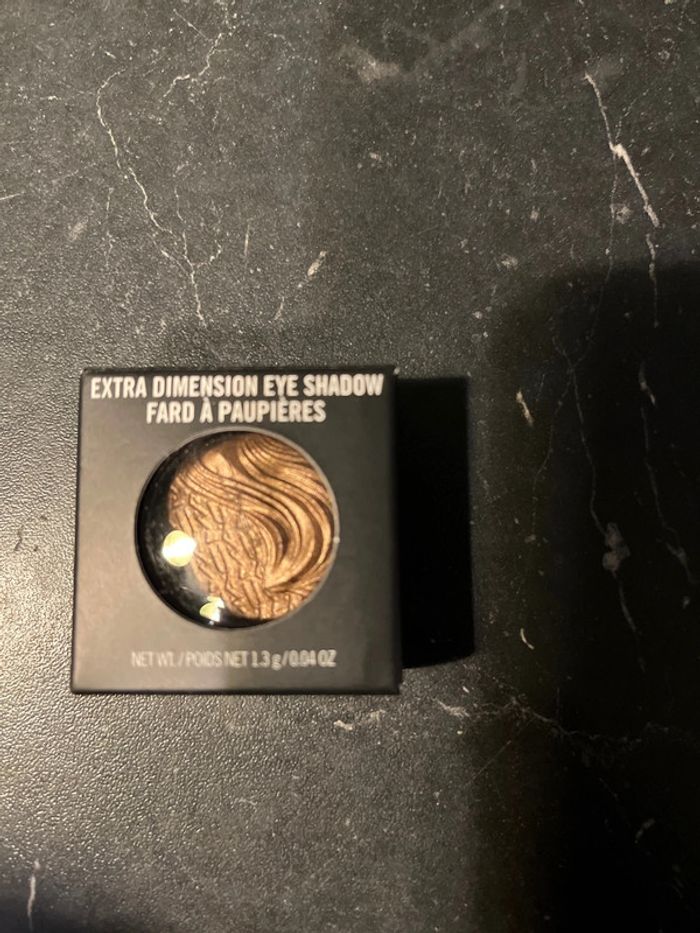 EXTRA DIMENSION EYE SHADOW
FARD À PAUPIÈRES
NET WT. / POIDS NET 1.3 g / 0.04 OZ